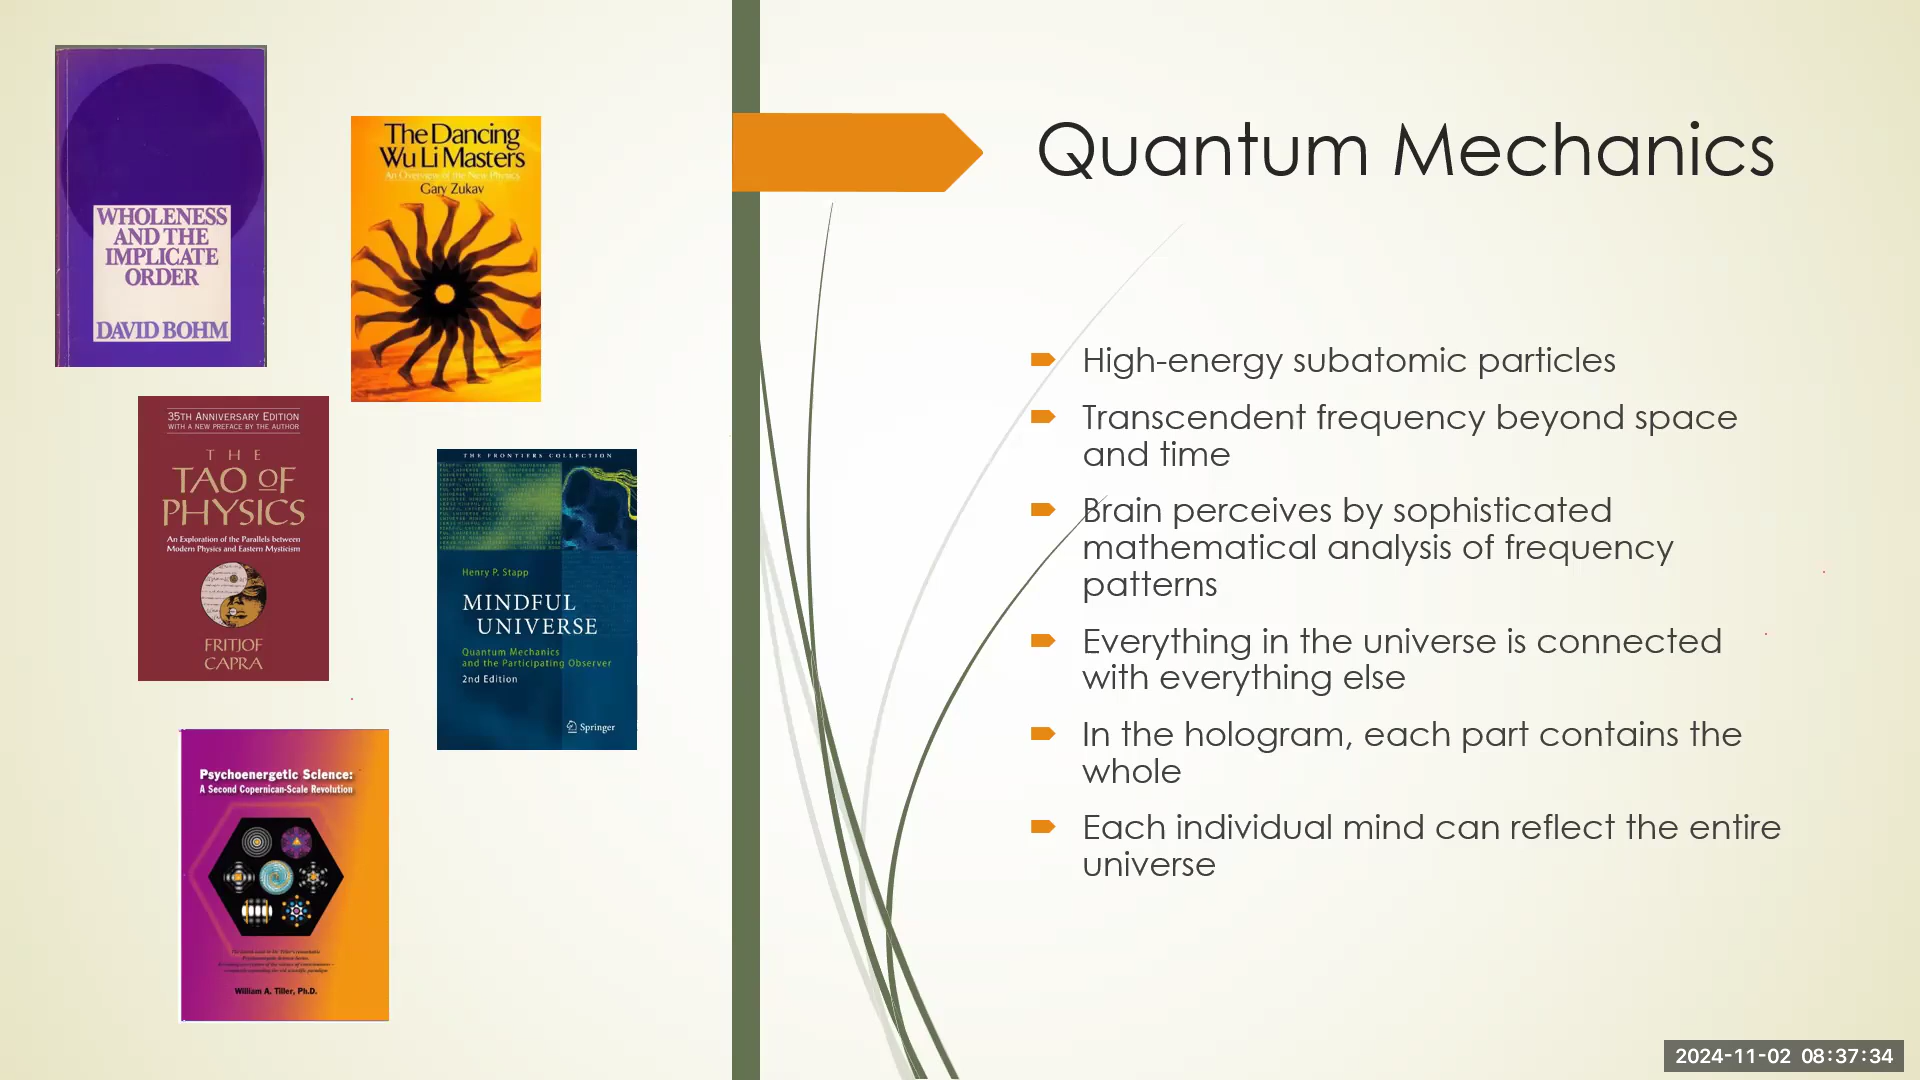 WHOLENESS
AND THE
IMPLICATE
ORDER
DAVID BOHM
The Dancing
Wu Li Masters
An Overview of the New Physics
Gary Zukav
35TH ANNIVERSARY EDITION
WITH A NEW PREFACE BY THE AUTHOR
THE
TAO OF
PHYSICS
An Exploration of the Parallels between
Modern Physics and Eastern Mysticism
FRITJOF
CAPRA
THE FRONTIERS COLLECTION
Henry P. Stapp
MINDFUL
UNIVERSE
Quantum Mechanics
and the Participating Observer
2nd Edition
Springer
Psychoenergetic Science:
A Second Copernican-Scale Revolution
William A. Tiller, Ph.D.
Quantum Mechanics
High-energy subatomic particles
Transcendent frequency beyond space
and time
Brain perceives by sophisticated
mathematical analysis of frequency
patterns
Everything in the universe is connected
with everything else
In the hologram, each part contains the
whole
Each individual mind can reflect the entire
universe
2024-11-02 08:37:34